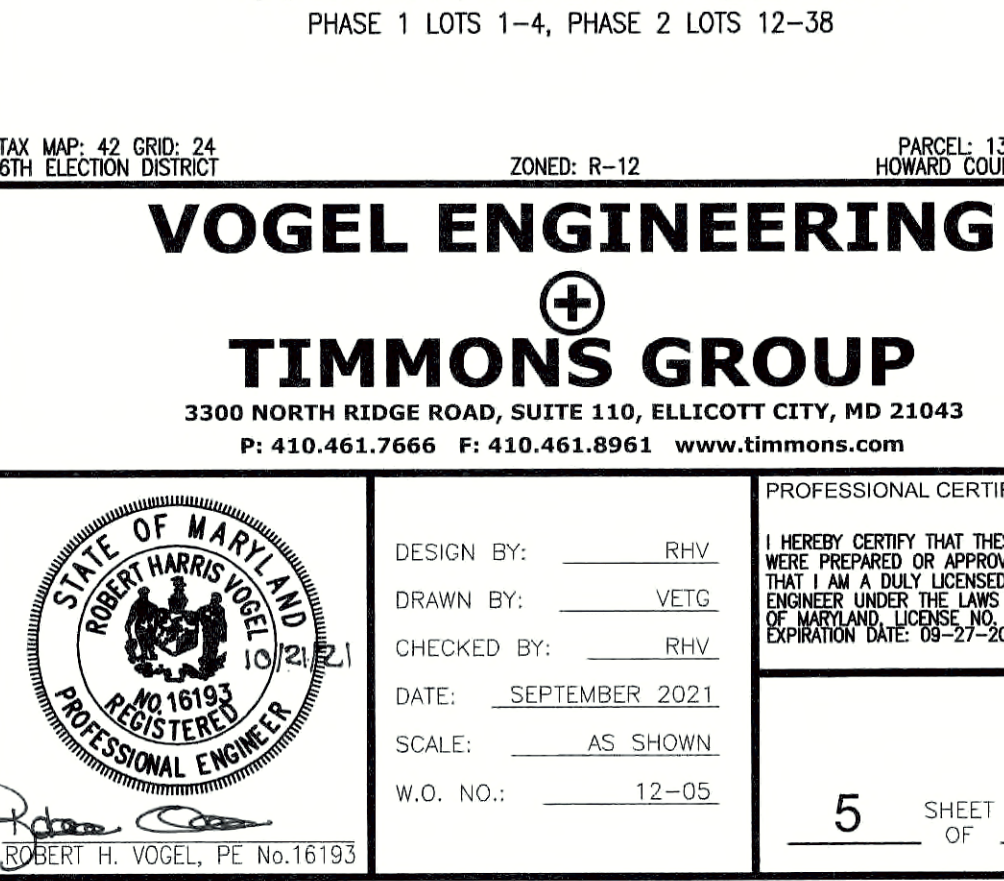 PHASE 1 LOTS 1-4, PHASE 2 LOTS 12-38
TAX MAP: 42 GRID: 24
6TH ELECTION DISTRICT
ZONED: R-12
PARCEL: 13
HOWARD COU
VOGEL ENGINEERING
+
TIMMONS GROUP
3300 NORTH RIDGE ROAD, SUITE 110, ELLICOTT CITY, MD 21043
P: 410.461.7666 F: 410.461.8961 www.timmons.com
STATE OF MARYLAND
ROBERT HARRIS VOGEL
10/21/21
NO. 16193
REGISTERED
PROFESSIONAL ENGINEER
ROBERT H. VOGEL, PE No.16193
DESIGN BY: RHV
DRAWN BY: VETG
CHECKED BY: RHV
DATE: SEPTEMBER 2021
SCALE: AS SHOWN
W.O. NO.: 12-05
PROFESSIONAL CERTIF
I HEREBY CERTIFY THAT THES
WERE PREPARED OR APPROV
THAT I AM A DULY LICENSED
ENGINEER UNDER THE LAWS
OF MARYLAND, LICENSE NO.
EXPIRATION DATE: 09-27-20
5 SHEET
OF